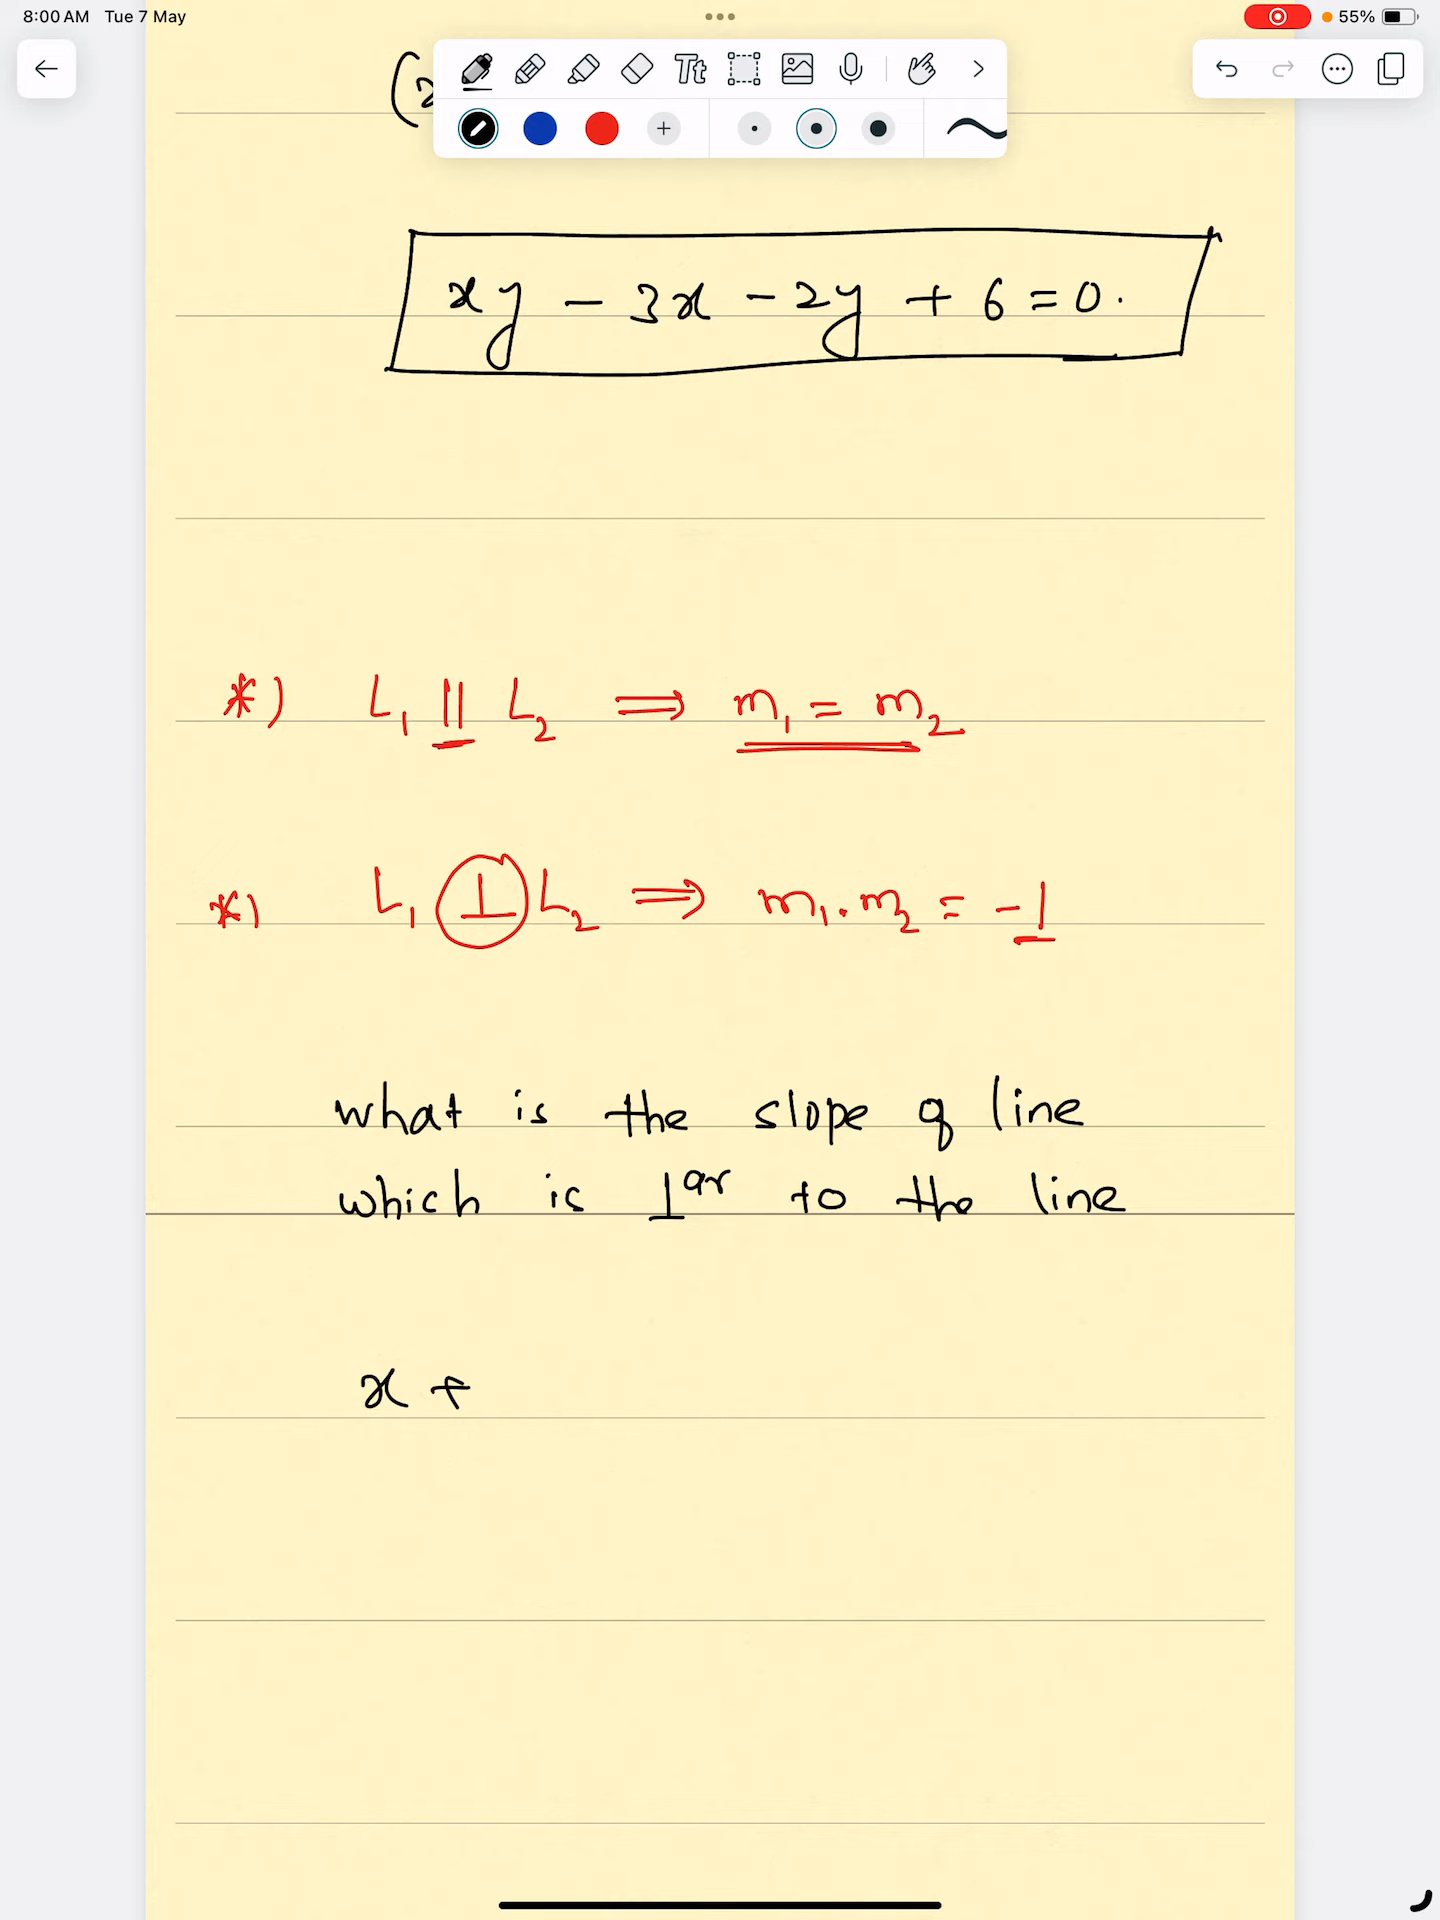 8:00 AM Tue 7 May
55%
Tt
xy - 3x - 2y + 6 = 0.
*) L₁ || L₂ ⟹ m₁ = m₂
*) L₁ ⊥ L₂ ⟹ m₁ . m₂ = -1
what is the slope of line
which is ⊥ar to the line
x +